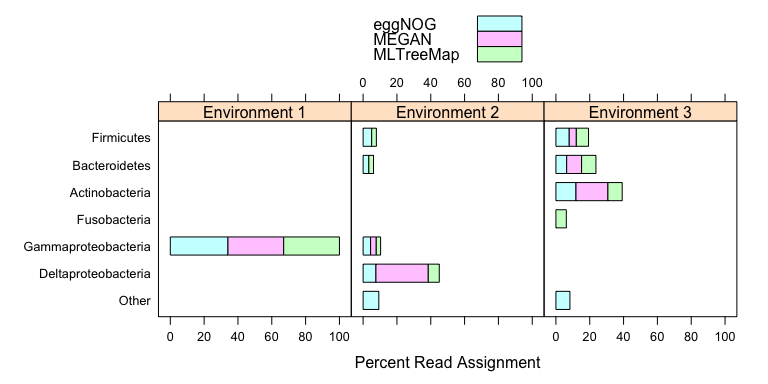 eggNOG
MEGAN
MLTreeMap
0 20 40 60 80 100
Environment 1 Environment 2 Environment 3
Firmicutes
Bacteroidetes
Actinobacteria
Fusobacteria
Gammaproteobacteria
Deltaproteobacteria
Other
0 20 40 60 80 100 0 20 40 60 80 100
Percent Read Assignment